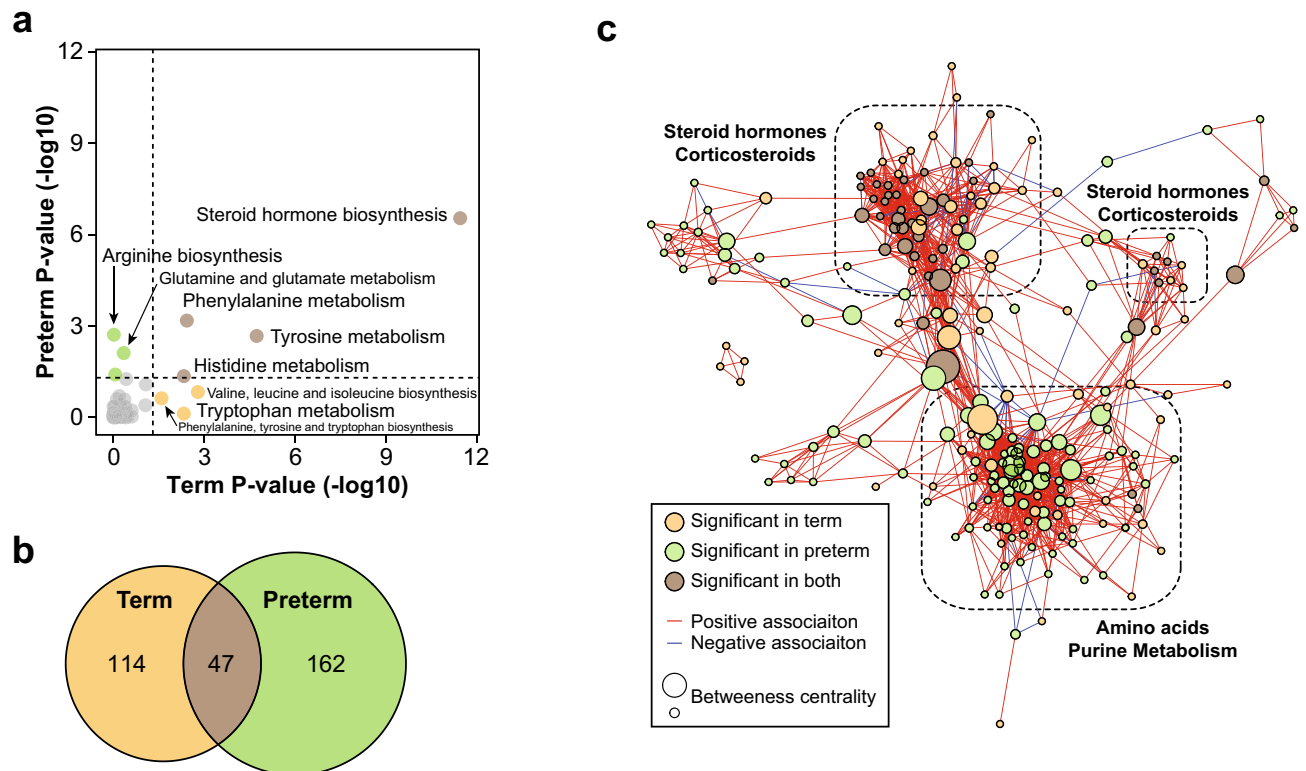 a
12
9
6
3
0
Preterm P-value (-log10)
Steroid hormone biosynthesis
Arginine biosynthesis
Glutamine and glutamate metabolism
Phenylalanine metabolism
Tyrosine metabolism
Histidine metabolism
Valine, leucine and isoleucine biosynthesis
Tryptophan metabolism
Phenylalanine, tyrosine and tryptophan biosynthesis
0
3
6
9
12
Term P-value (-log10)
b
Term
Preterm
114
47
162
c
Steroid hormones
Corticosteroids
Steroid hormones
Corticosteroids
Amino acids
Purine Metabolism
Significant in term
Significant in preterm
Significant in both
Positive associaiton
Negative associaiton
Betweeness centrality